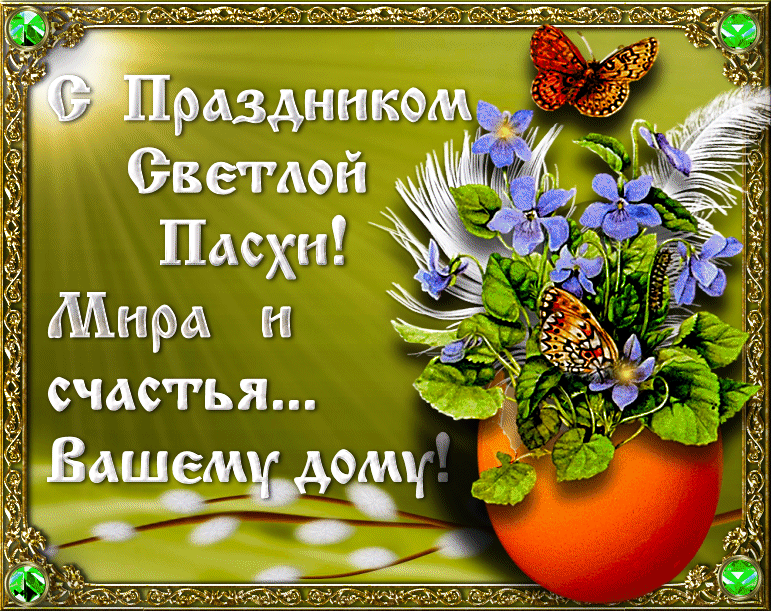 С Праздником
Светлой
Пасхи!
Мира и
счастья...
Вашему дому!